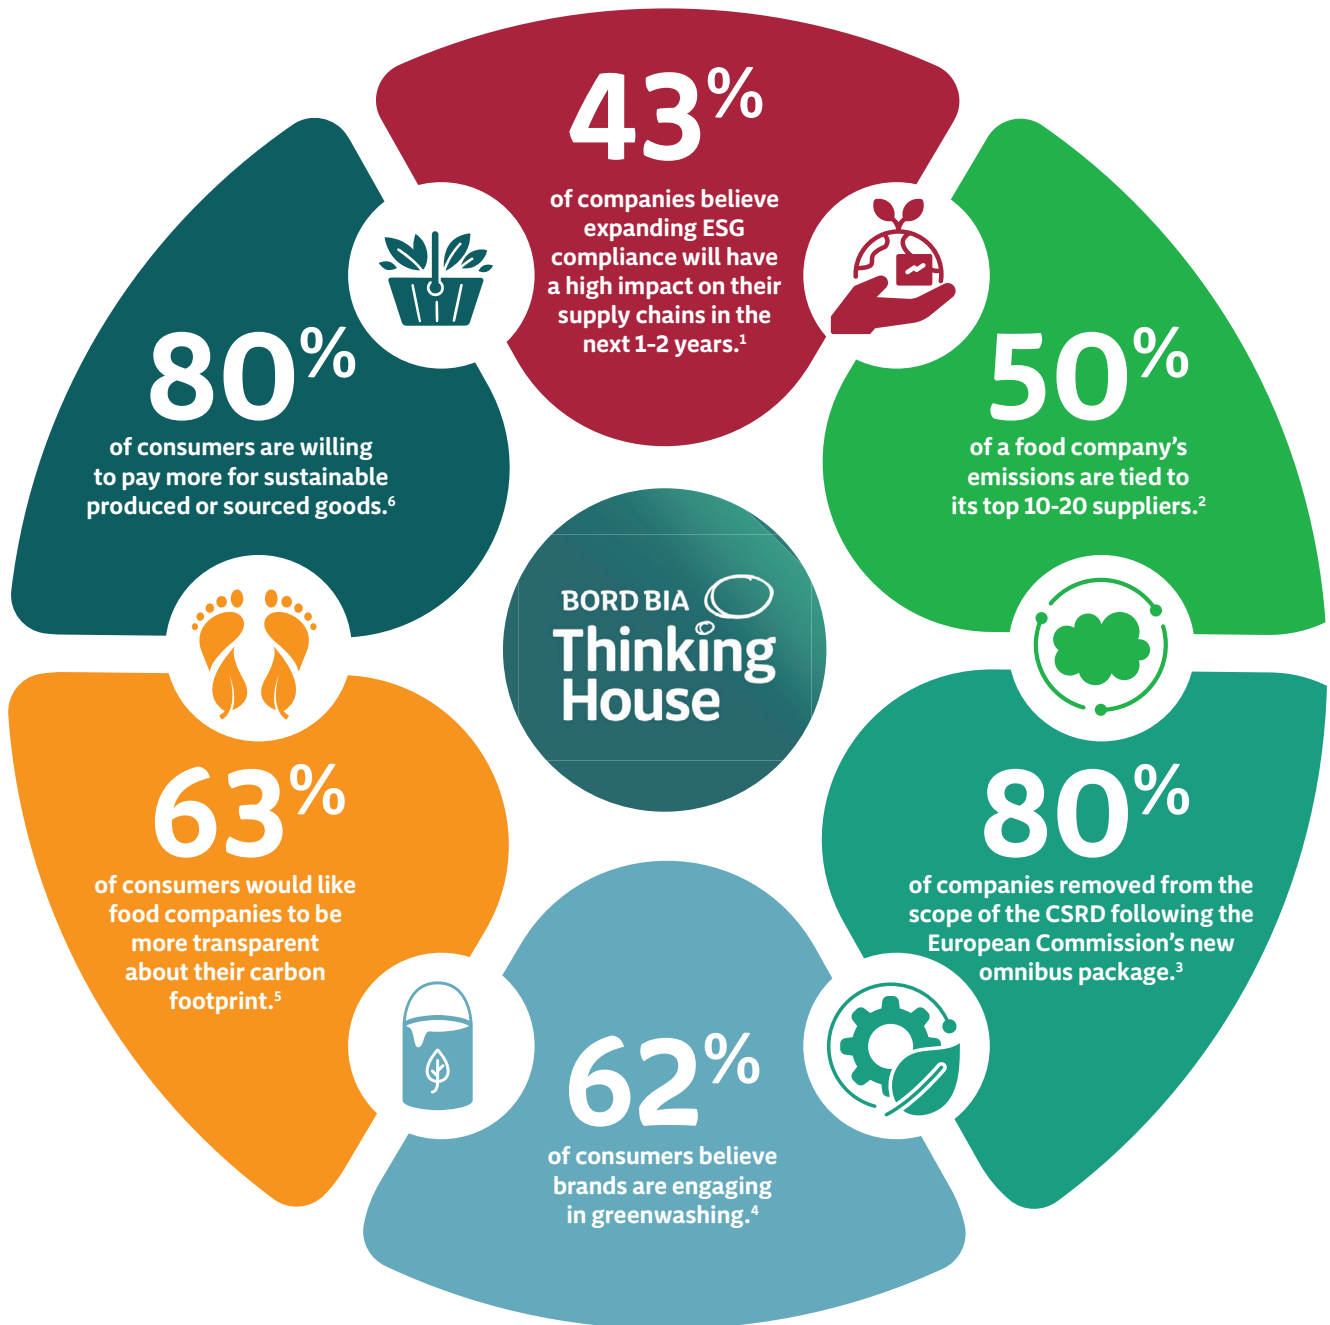 43%
of companies believe
expanding ESG
compliance will have
a high impact on their
supply chains in the
next 1-2 years.¹
50%
of a food company’s
emissions are tied to
its top 10-20 suppliers.²
80%
of companies removed from the
scope of the CSRD following the
European Commission’s new
omnibus package.³
62%
of consumers believe
brands are engaging
in greenwashing.⁴
63%
of consumers would like
food companies to be
more transparent
about their carbon
footprint.⁵
80%
of consumers are willing
to pay more for sustainable
produced or sourced goods.⁶
BORD BIA
Thinking
House